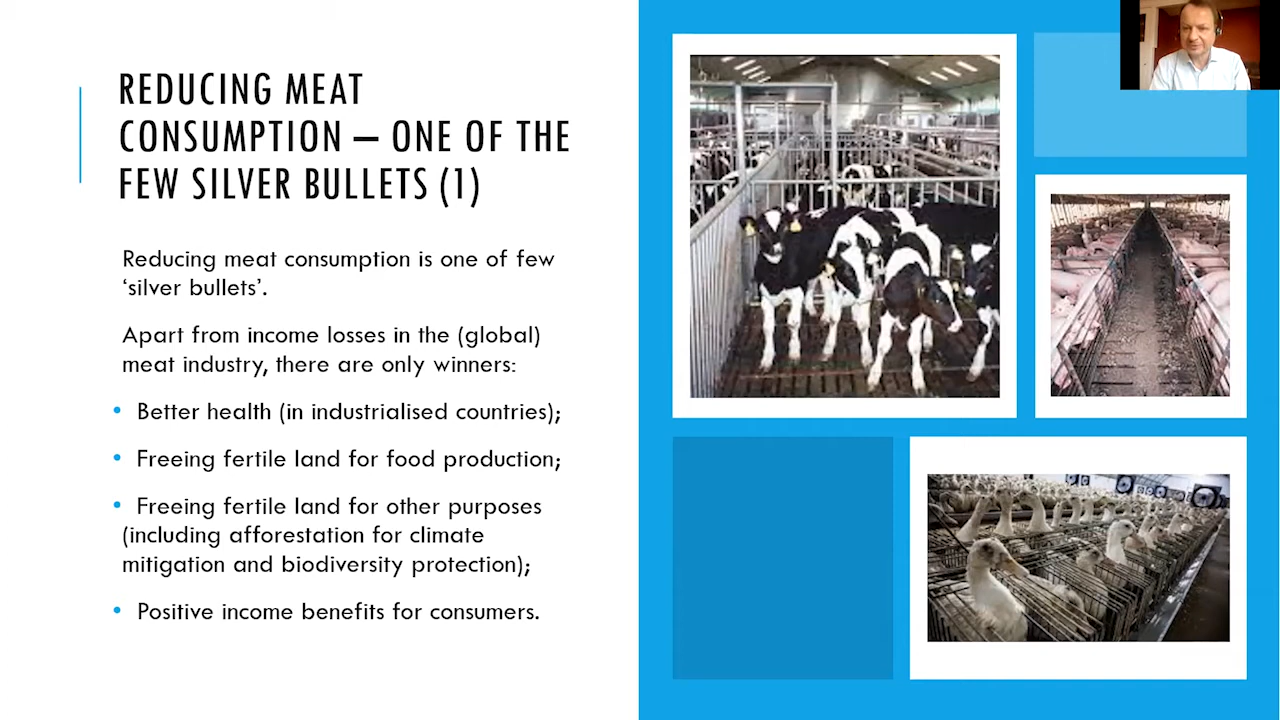 REDUCING MEAT
CONSUMPTION – ONE OF THE
FEW SILVER BULLETS (1)
Reducing meat consumption is one of few
‘silver bullets’.
Apart from income losses in the (global)
meat industry, there are only winners:
• Better health (in industrialised countries);
• Freeing fertile land for food production;
• Freeing fertile land for other purposes
(including afforestation for climate
mitigation and biodiversity protection);
• Positive income benefits for consumers.